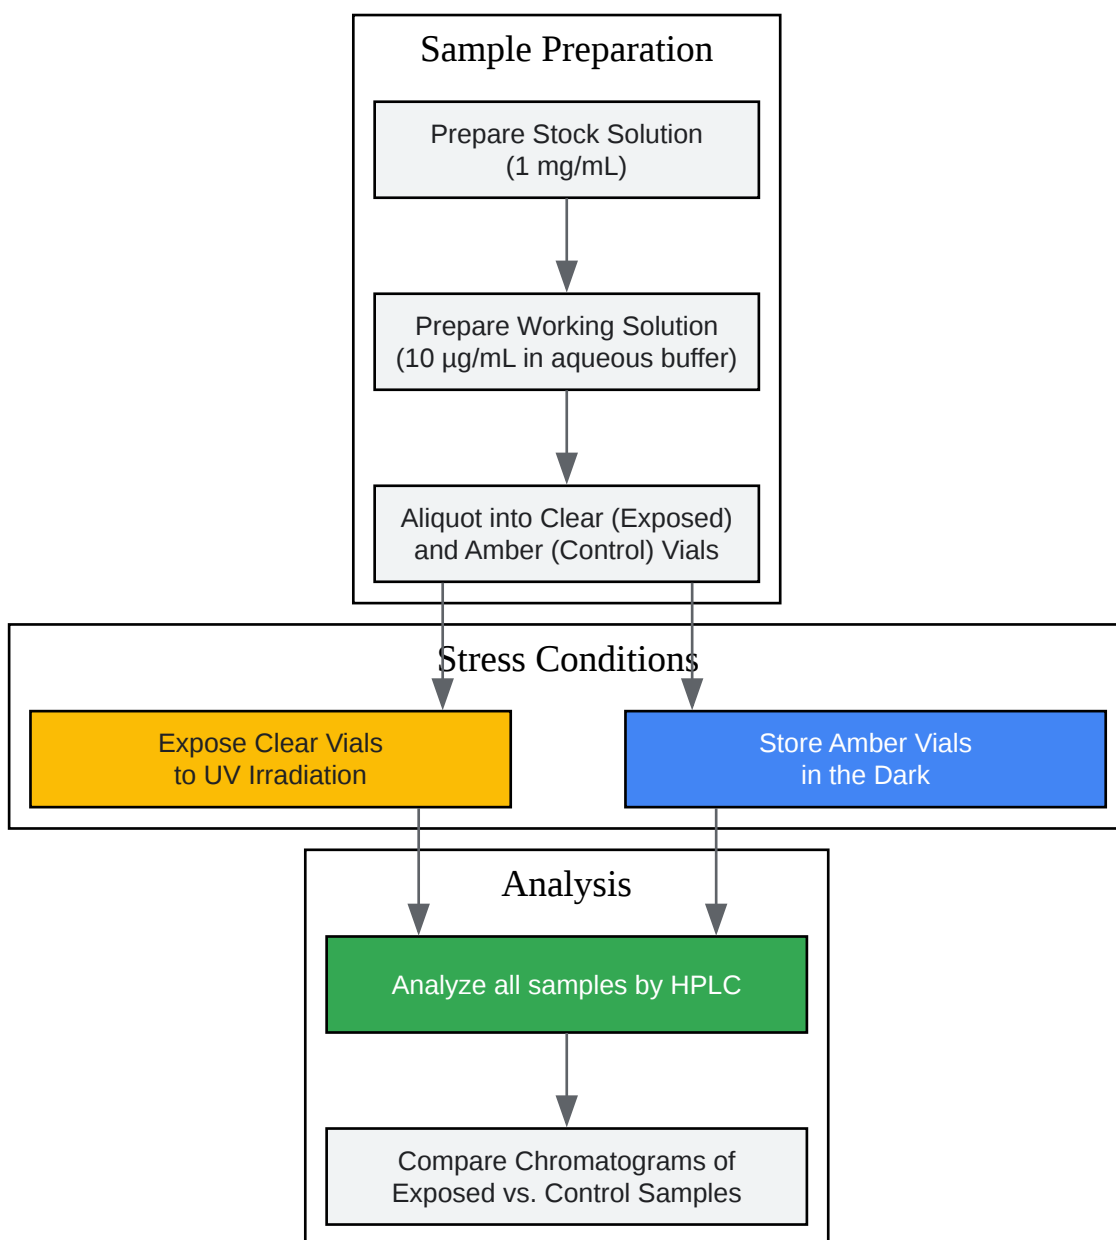 Sample Preparation
Prepare Stock Solution
(1 mg/mL)
Prepare Working Solution
(10 µg/mL in aqueous buffer)
Aliquot into Clear (Exposed)
and Amber (Control) Vials
Stress Conditions
Expose Clear Vials
to UV Irradiation
Store Amber Vials
in the Dark
Analysis
Analyze all samples by HPLC
Compare Chromatograms of
Exposed vs. Control Samples